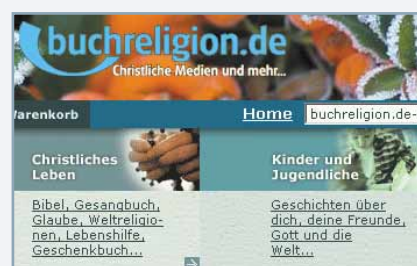 buchreligion.de
Christliche Medien und mehr...
arenkorb
Home
buchreligion.de-
Christliches
Leben
Bibel, Gesangbuch,
Glaube, Weltreligio-
nen, Lebenshilfe,
Geschenkbuch...
Kinder und
Jugendliche
Geschichten über
dich, deine Freunde,
Gott und die
Welt...